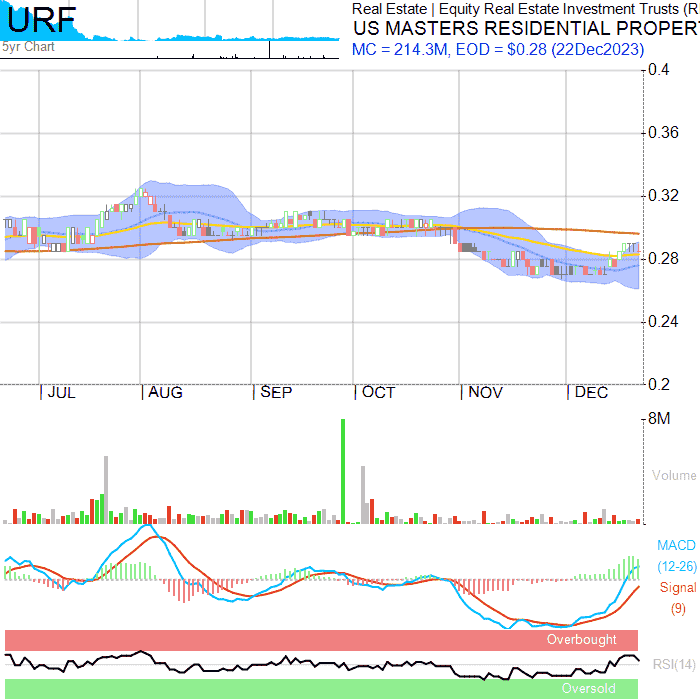 URF
5yr Chart
Real Estate | Equity Real Estate Investment Trusts (R
US MASTERS RESIDENTIAL PROPER
MC = 214.3M, EOD = $0.28 (22Dec2023)
0.4
0.36
0.32
0.28
0.24
0.2
| JUL | AUG | SEP | OCT | NOV | DEC
8M
Volume
MACD
(12-26)
Signal
(9)
Overbought
RSI(14)
Oversold